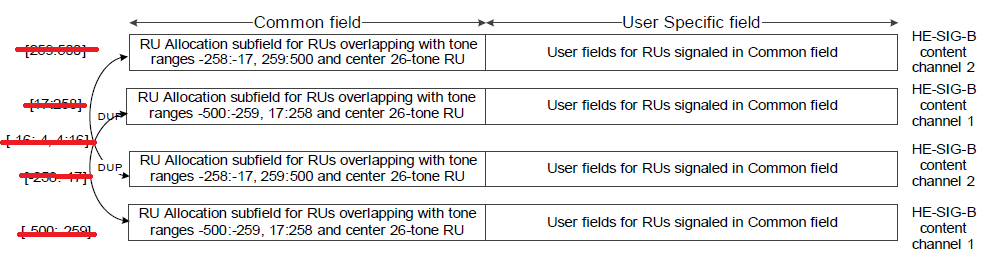 Common field User Specific field
[259:500]
RU Allocation subfield for RUs overlapping with tone
ranges -258:-17, 259:500 and center 26-tone RU
User fields for RUs signaled in Common field
HE-SIG-B
content
channel 2
[17:258]
DUP
RU Allocation subfield for RUs overlapping with tone
ranges -500:-259, 17:258 and center 26-tone RU
User fields for RUs signaled in Common field
HE-SIG-B
content
channel 1
[-16:-4, 4:16]
DUP
[-258:-17]
RU Allocation subfield for RUs overlapping with tone
ranges -258:-17, 259:500 and center 26-tone RU
User fields for RUs signaled in Common field
HE-SIG-B
content
channel 2
[-500:-259]
RU Allocation subfield for RUs overlapping with tone
ranges -500:-259, 17:258 and center 26-tone RU
User fields for RUs signaled in Common field
HE-SIG-B
content
channel 1